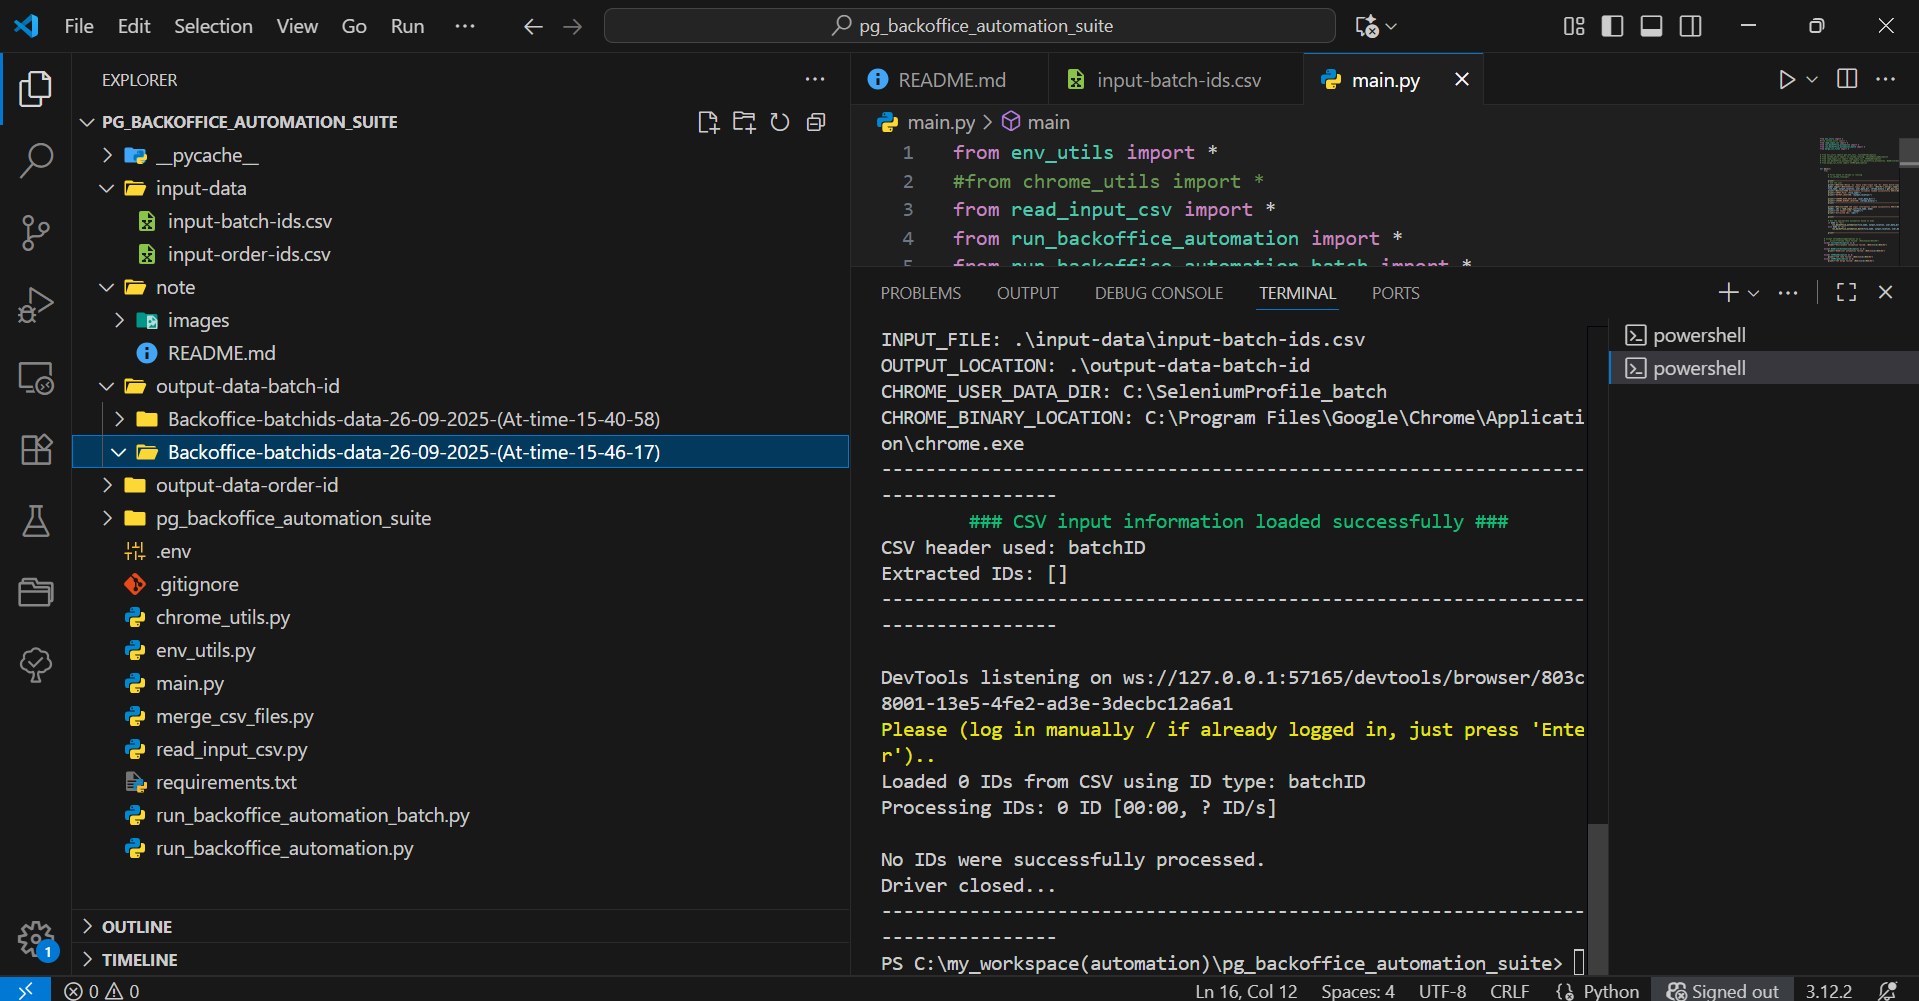 File Edit Selection View Go Run ... pg_backoffice_automation_suite
EXPLORER
PG_BACKOFFICE_AUTOMATION_SUITE
__pycache__
input-data
input-batch-ids.csv
input-order-ids.csv
note
images
README.md
output-data-batch-id
Backoffice-batchids-data-26-09-2025-(At-time-15-40-58)
Backoffice-batchids-data-26-09-2025-(At-time-15-46-17)
output-data-order-id
pg_backoffice_automation_suite
.env
.gitignore
chrome_utils.py
env_utils.py
main.py
merge_csv_files.py
read_input_csv.py
requirements.txt
run_backoffice_automation_batch.py
run_backoffice_automation.py
OUTLINE
TIMELINE
1
README.md input-batch-ids.csv main.py
main.py > main
1 from env_utils import *
2 #from chrome_utils import *
3 from read_input_csv import *
4 from run_backoffice_automation import *
5 from run_backoffice_automation_batch import *
PROBLEMS OUTPUT DEBUG CONSOLE TERMINAL PORTS
INPUT_FILE: .\input-data\input-batch-ids.csv
OUTPUT_LOCATION: .\output-data-batch-id
CHROME_USER_DATA_DIR: C:\SeleniumProfile_batch
CHROME_BINARY_LOCATION: C:\Program Files\Google\Chrome\Applicati
on\chrome.exe
----------------------------------------------------------------
----------------
### CSV input information loaded successfully ###
CSV header used: batchID
Extracted IDs: []
----------------------------------------------------------------
----------------
DevTools listening on ws://127.0.0.1:57165/devtools/browser/803c
8001-13e5-4fe2-ad3e-3decbc12a6a1
Please (log in manually / if already logged in, just press 'Ente
r')..
Loaded 0 IDs from CSV using ID type: batchID
Processing IDs: 0 ID [00:00, ? ID/s]
No IDs were successfully processed.
Driver closed...
----------------------------------------------------------------
----------------
PS C:\my_workspace(automation)\pg_backoffice_automation_suite>
powershell
powershell
0 0 Ln 16, Col 12 Spaces: 4 UTF-8 CRLF {} Python Signed out 3.12.2